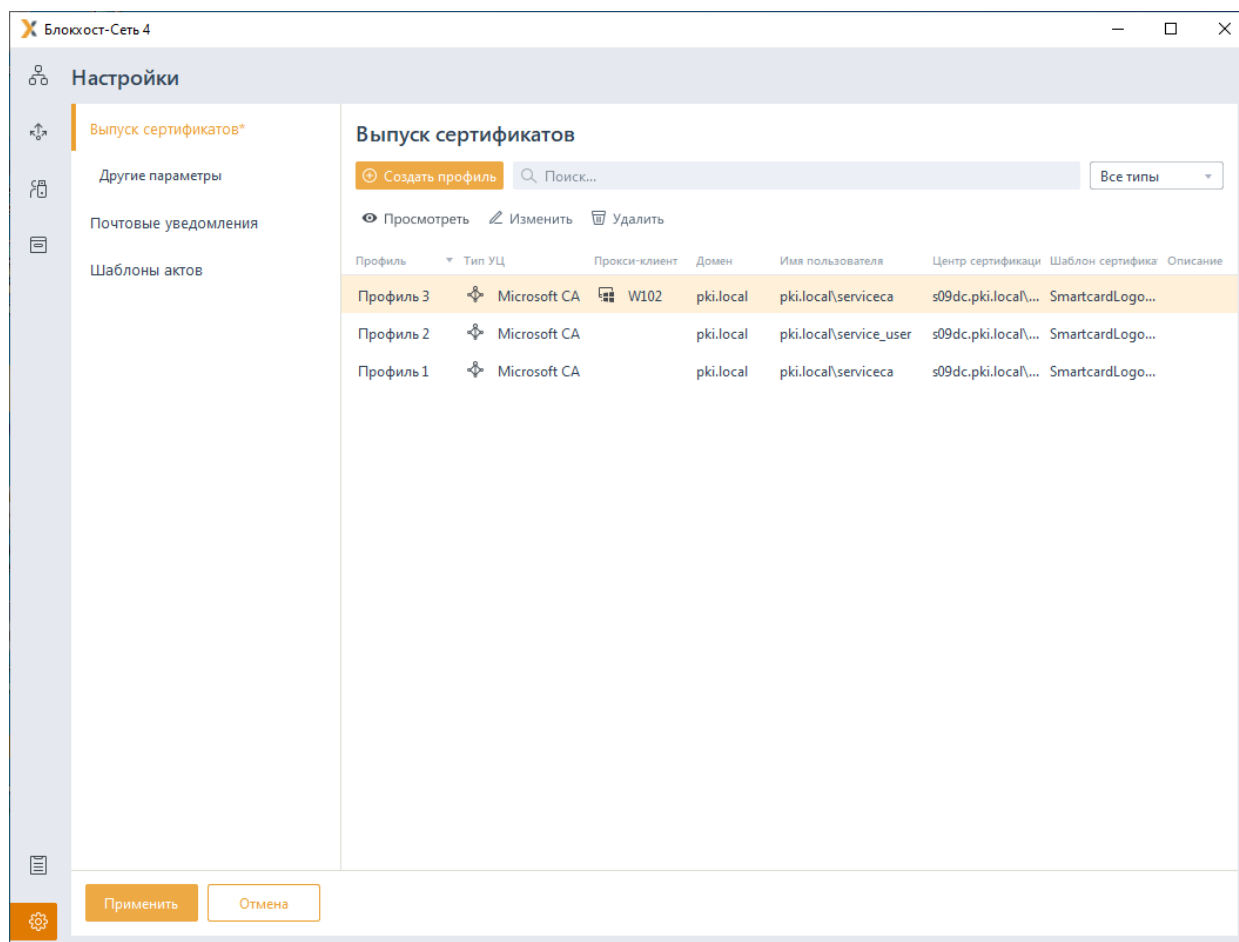 Блокхост-Сеть 4
Настройки
Выпуск сертификатов*
Другие параметры
Почтовые уведомления
Шаблоны актов
Выпуск сертификатов
Создать профиль Поиск... Все типы
Просмотреть Изменить Удалить
Профиль Тип УЦ Прокси-клиент Домен Имя пользователя Центр сертификаци Шаблон сертифика Описание
Профиль 3 Microsoft CA W102 pki.local pki.local\serviceca s09dc.pki.local\... SmartcardLogo...
Профиль 2 Microsoft CA pki.local pki.local\service_user s09dc.pki.local\... SmartcardLogo...
Профиль 1 Microsoft CA pki.local pki.local\serviceca s09dc.pki.local\... SmartcardLogo...
Применить Отмена